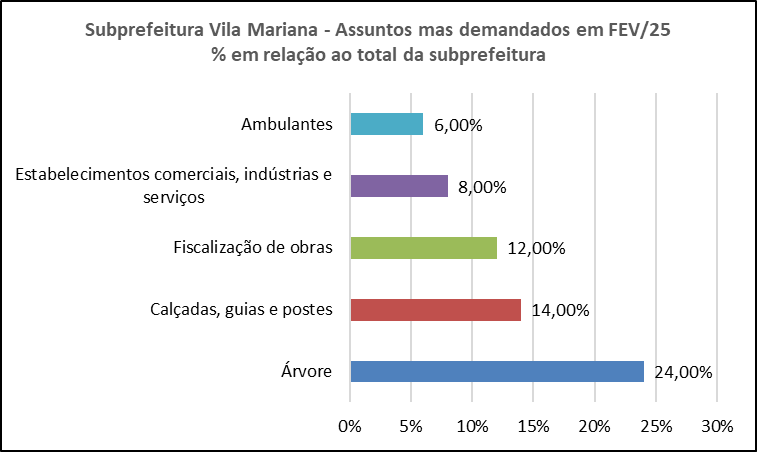 Subprefeitura Vila Mariana - Assuntos mas demandados em FEV/25
% em relação ao total da subprefeitura
Ambulantes
6,00%
Estabelecimentos comerciais, indústrias e
serviços
8,00%
Fiscalização de obras
12,00%
Calçadas, guias e postes
14,00%
Árvore
24,00%
0% 5% 10% 15% 20% 25% 30%